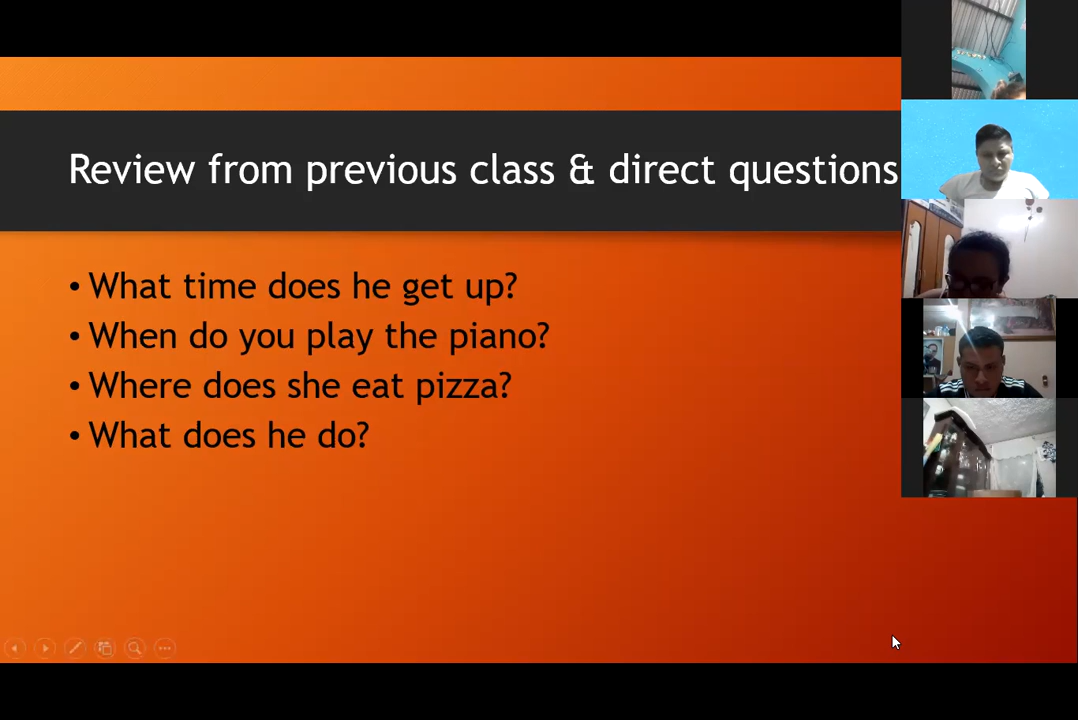 Review from previous class & direct questions
• What time does he get up?
• When do you play the piano?
• Where does she eat pizza?
• What does he do?